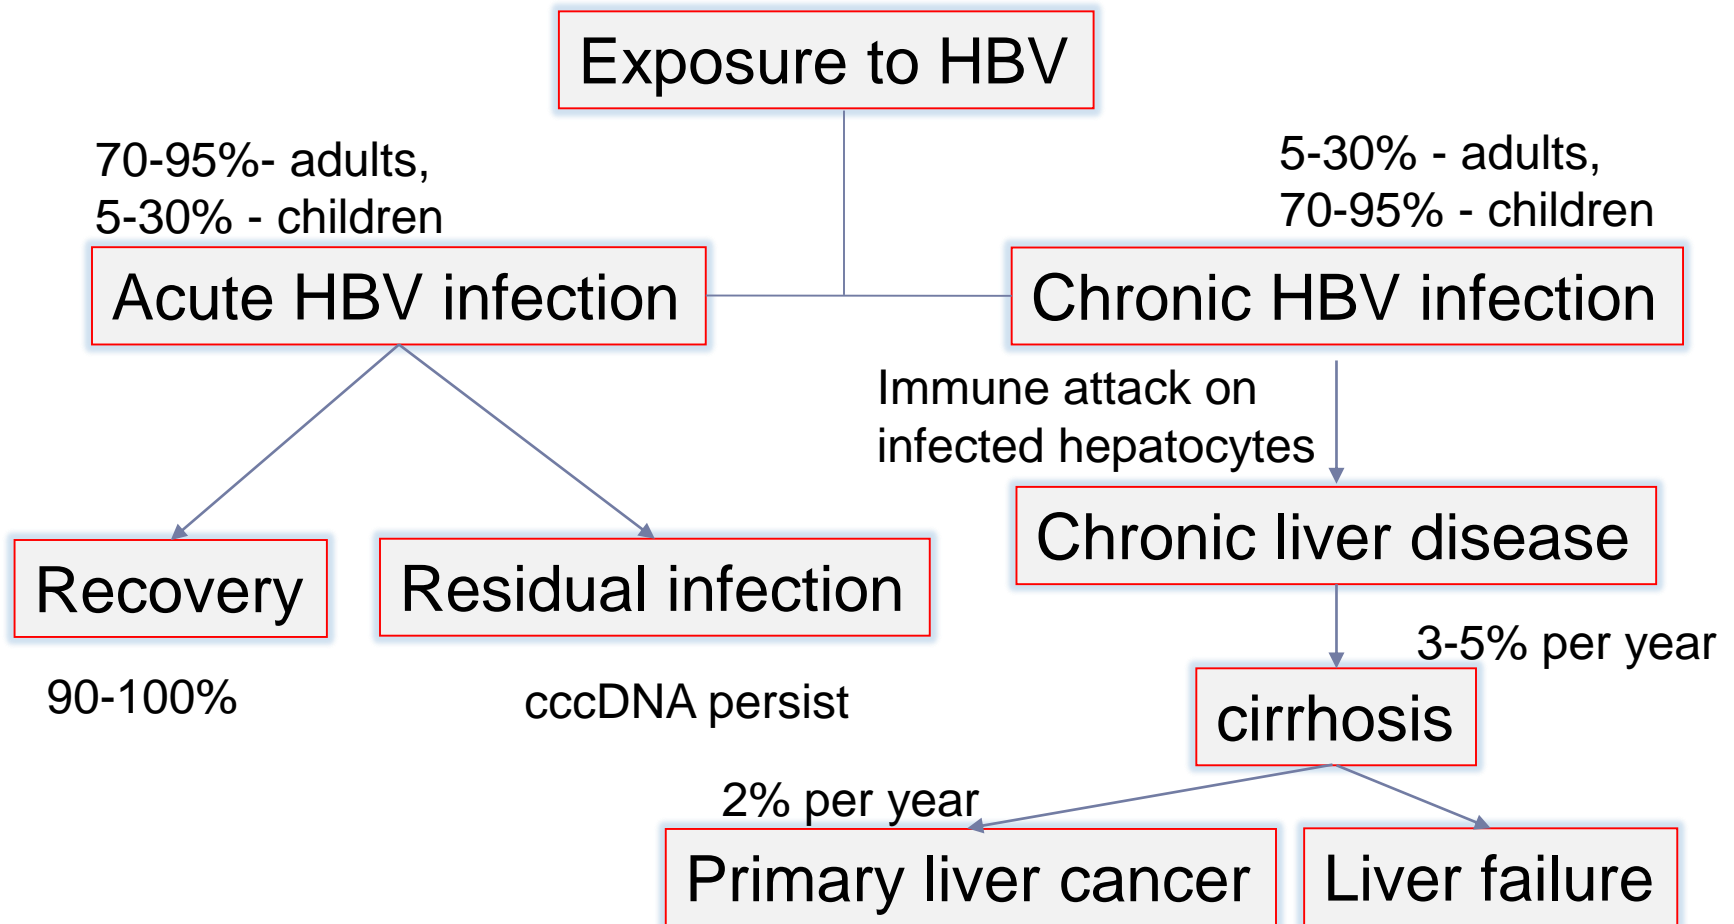 Exposure to HBV
70-95%- adults,
5-30% - children
5-30% - adults,
70-95% - children
Acute HBV infection
Chronic HBV infection
Immune attack on
infected hepatocytes
Chronic liver disease
Recovery
Residual infection
3-5% per year
90-100%
cccDNA persist
cirrhosis
2% per year
Primary liver cancer
Liver failure